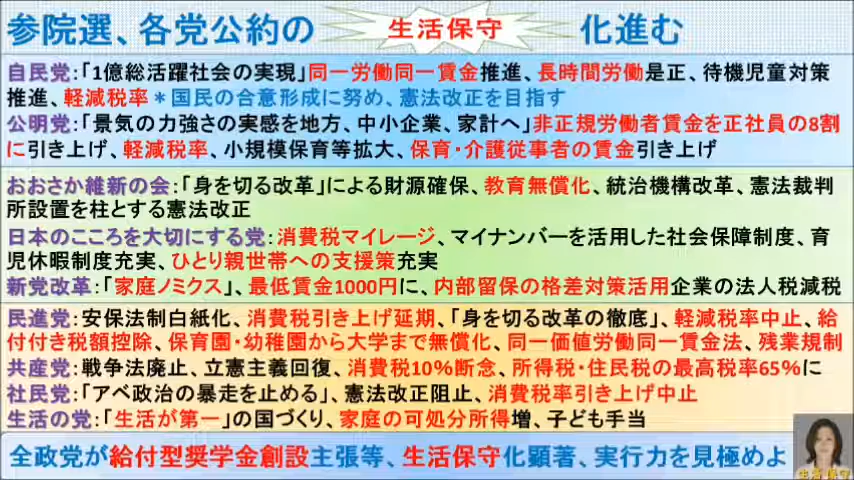 参院選、各党公約の 生活保守 化進む
自民党：「1億総活躍社会の実現」同一労働同一賃金推進、長時間労働是正、待機児童対策
推進、軽減税率＊国民の合意形成に努め、憲法改正を目指す
公明党：「景気の力強さの実感を地方、中小企業、家計へ」非正規労働者賃金を正社員の8割
に引き上げ、軽減税率、小規模保育等拡大、保育・介護従事者の賃金引き上げ
おおさか維新の会：「身を切る改革」による財源確保、教育無償化、統治機構改革、憲法裁判
所設置を柱とする憲法改正
日本のこころを大切にする党：消費税マイレージ、マイナンバーを活用した社会保障制度、育
児休暇制度充実、ひとり親世帯への支援策充実
新党改革：「家庭ノミクス」、最低賃金1000円に、内部留保の格差対策活用企業の法人税減税
民進党：安保法制白紙化、消費税引き上げ延期、「身を切る改革の徹底」、軽減税率中止、給
付付き税額控除、保育園・幼稚園から大学まで無償化、同一価値労働同一賃金法、残業規制
共産党：戦争法廃止、立憲主義回復、消費税10%断念、所得税・住民税の最高税率65%に
社民党：「アベ政治の暴走を止める」、憲法改正阻止、消費税率引き上げ中止
生活の党：「生活が第一」の国づくり、家庭の可処分所得増、子ども手当
全政党が給付型奨学金創設主張等、生活保守化顕著、実行力を見極めよ
生活保守